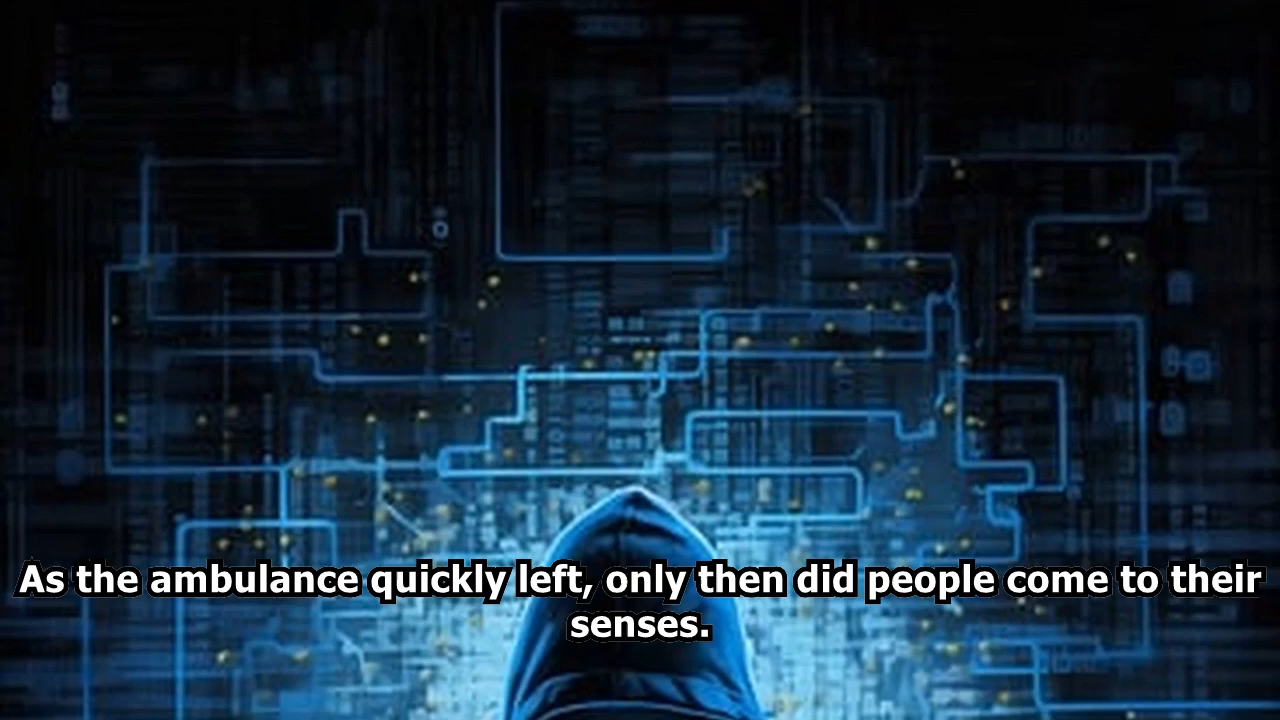 As the ambulance quickly left, only then did people come to their
senses.